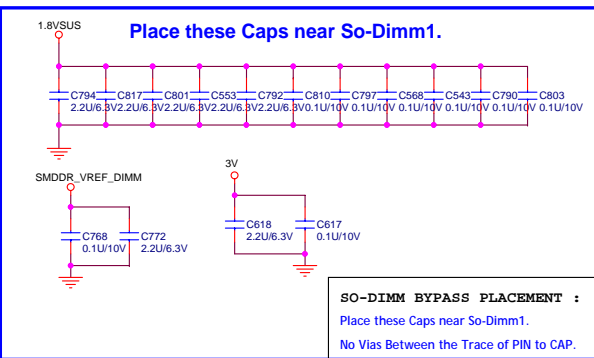 1.8VSUS
Place these Caps near So-Dimm1.
C794 C817 C801 C553 C792 C810 C797 C568 C543 C790 C803
2.2U/6.3V 2.2U/6.3V 2.2U/6.3V 2.2U/6.3V 2.2U/6.3V 0.1U/10V 0.1U/10V 0.1U/10V 0.1U/10V 0.1U/10V 0.1U/10V
SMDDR_VREF_DIMM
3V
C768 C772
0.1U/10V 2.2U/6.3V
C618 C617
2.2U/6.3V 0.1U/10V
SO-DIMM BYPASS PLACEMENT :
Place these Caps near So-Dimm1.
No Vias Between the Trace of PIN to CAP.